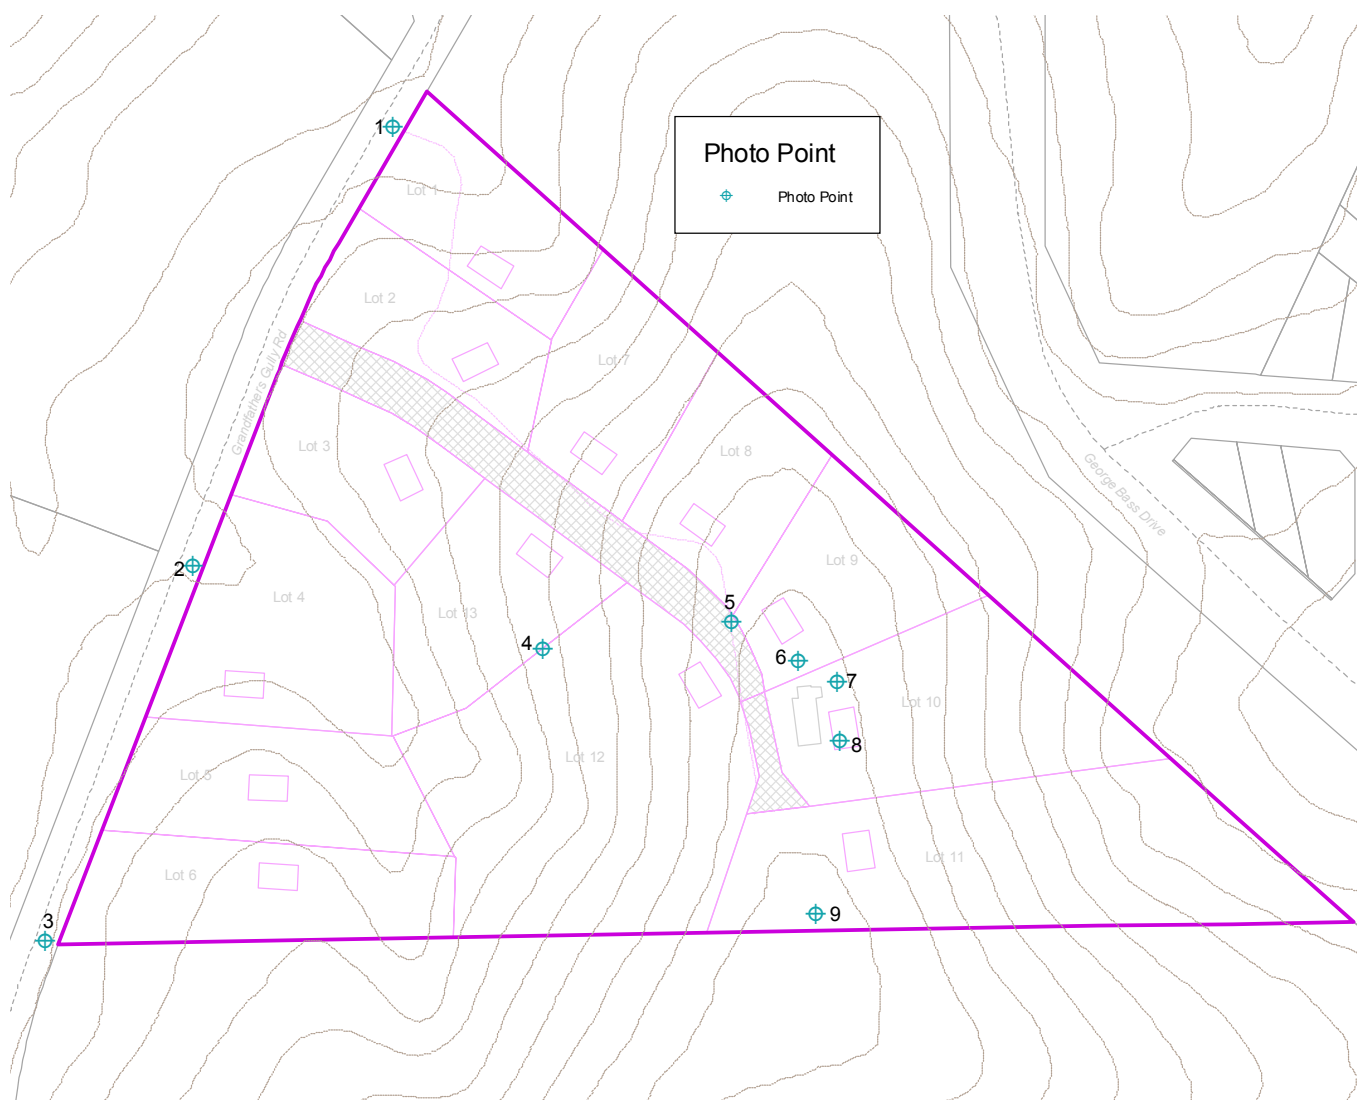 1
Photo Point
Photo Point
Lot 1
Lot 2
Grandfathers Gully Rd
Lot 7
Lot 3
Lot 8
George Bass Drive
2
Lot 4
Lot 13
Lot 9
5
4
6
7
Lot 10
8
Lot 12
Lot 5
Lot 11
Lot 6
3
9